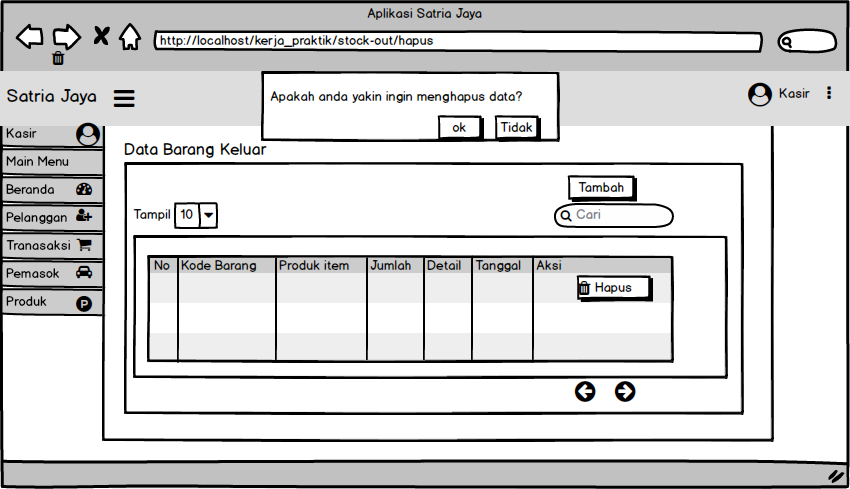 Aplikasi Satria Jaya
http://localhost/kerja_praktik/stock-out/hapus
Satria Jaya
Apakah anda yakin ingin menghapus data?
ok Tidak
Kasir
Kasir
Main Menu
Beranda
Pelanggan
Tranasaksi
Pemasok
Produk P
Data Barang Keluar
Tambah
Tampil 10
Cari
No Kode Barang Produk item Jumlah Detail Tanggal Aksi
Hapus